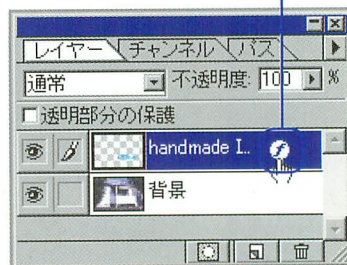 レイヤー チャンネル パス
通常 不透明度: 100 %
透明部分の保護
handmade I..
背景